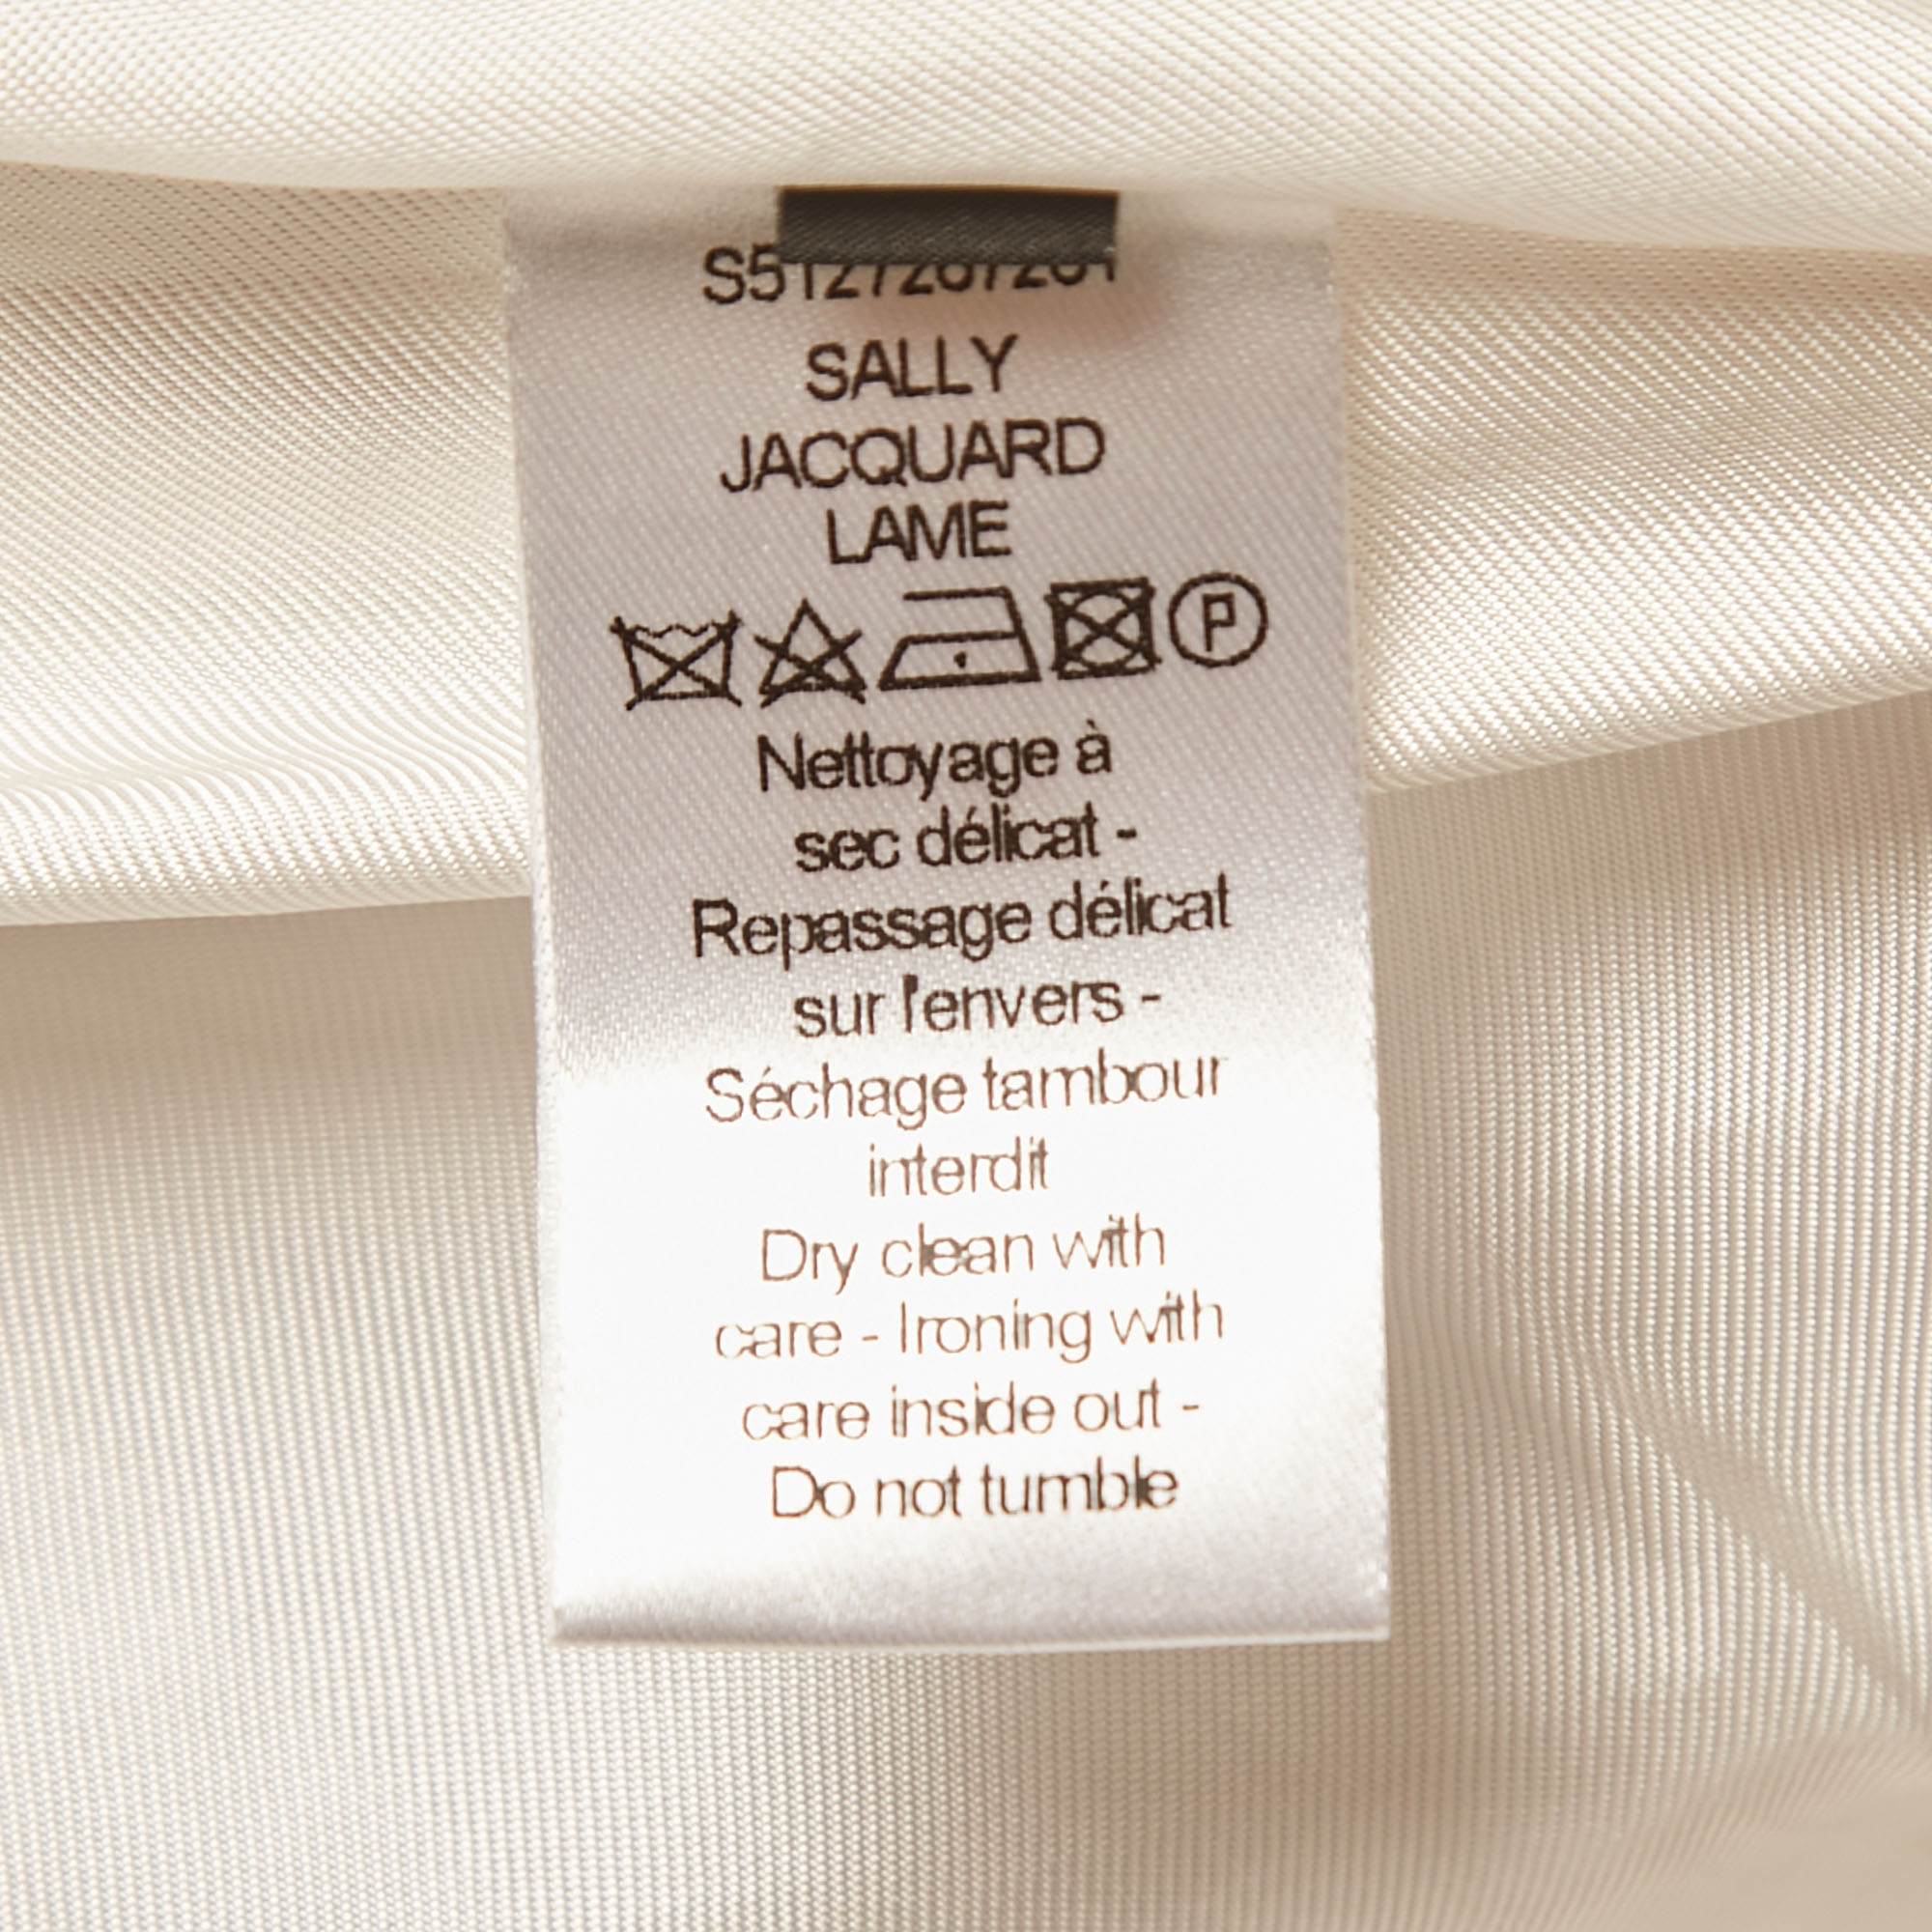 SALLY
JACQUARD
LAME
P
Nettoyage à
sec délicat -
Repassage délicat
sur l'envers -
Séchage tambour
interdit
Dry clean with
care - Ironing with
care inside out -
Do not tumble